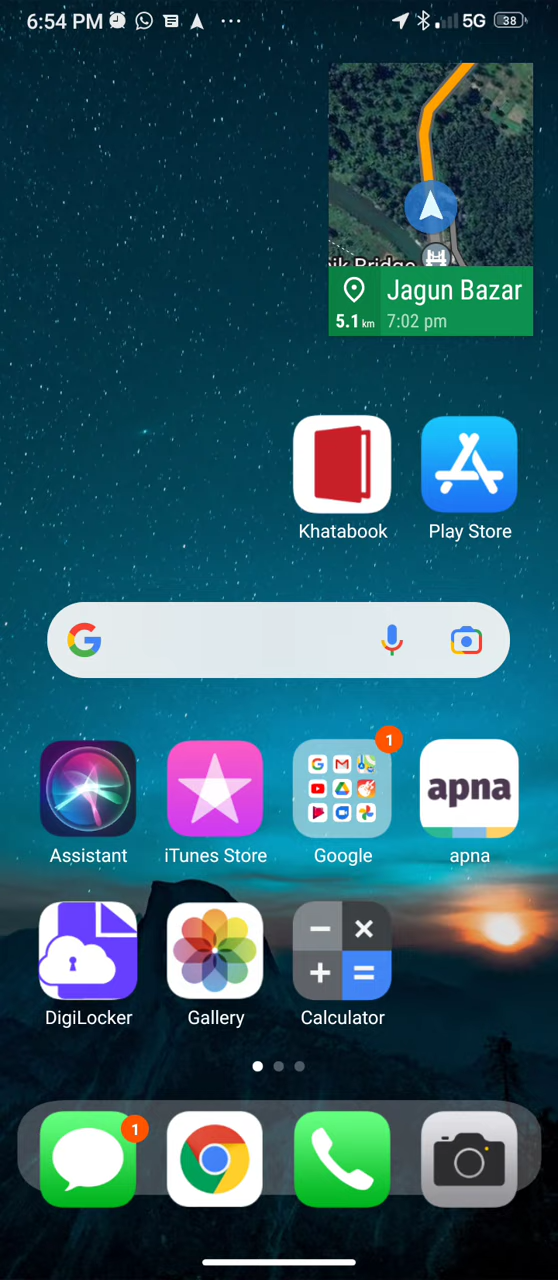 6:54 PM
5G
38
ik Bridge
Jagun Bazar
5.1 km
7:02 pm
Khatabook
Play Store
1
apna
Assistant
iTunes Store
Google
apna
DigiLocker
Gallery
Calculator
1